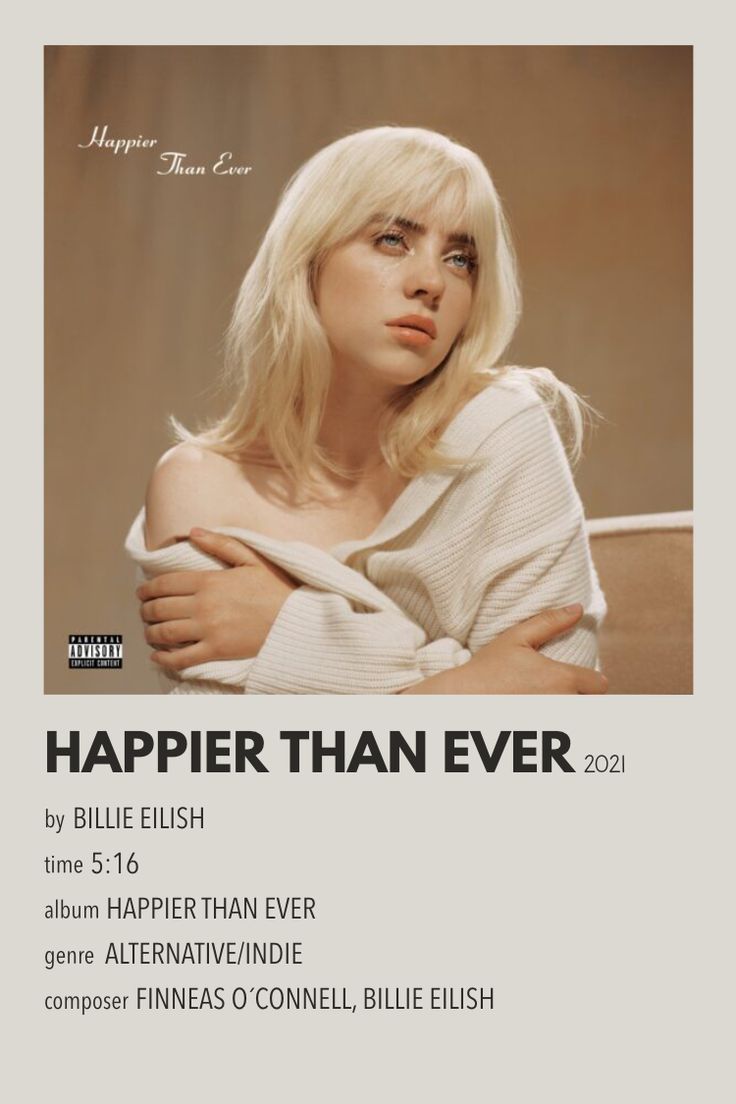 Happier
Than Ever
PARENTAL
ADVISORY
EXPLICIT CONTENT
HAPPIER THAN EVER 2021
by BILLIE EILISH
time 5:16
album HAPPIER THAN EVER
genre ALTERNATIVE/INDIE
composer FINNEAS O´CONNELL, BILLIE EILISH